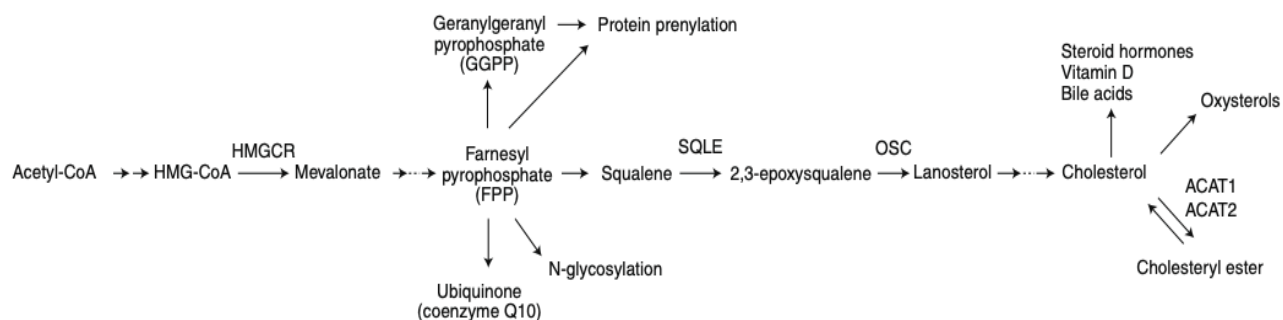 Geranylgeranyl
pyrophosphate
(GGPP)
Protein prenylation
Steroid hormones
Vitamin D
Bile acids
Oxysterols
Acetyl-CoA
HMG-CoA
HMGCR
Mevalonate
Farnesyl
pyrophosphate
(FPP)
Squalene
SQLE
2,3-epoxysqualene
OSC
Lanosterol
Cholesterol
ACAT1
ACAT2
Cholesteryl ester
N-glycosylation
Ubiquinone
(coenzyme Q10)